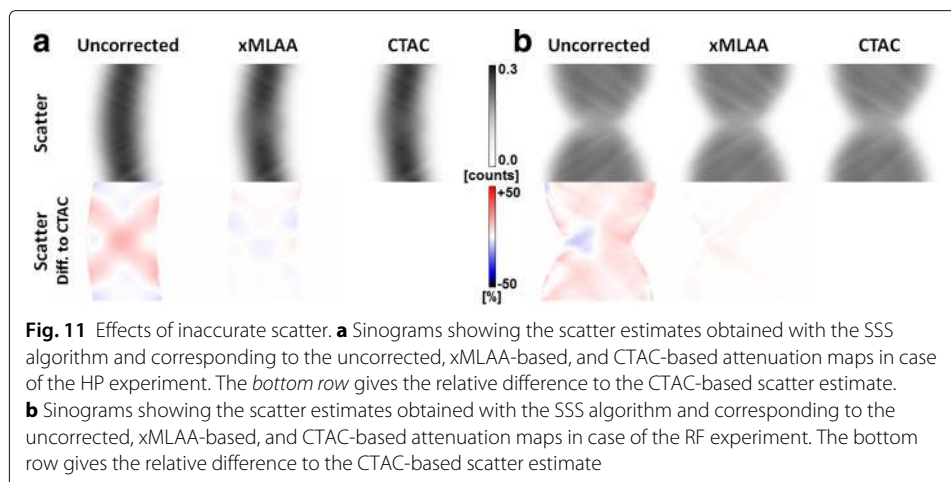 a
Uncorrected xMLAA CTAC
b
Uncorrected xMLAA CTAC
Scatter
0.3
0.0
[counts]
Scatter
Diff. to CTAC
+50
-50
[%]
Fig. 11 Effects of inaccurate scatter. a Sinograms showing the scatter estimates obtained with the SSS
algorithm and corresponding to the uncorrected, xMLAA-based, and CTAC-based attenuation maps in case
of the HP experiment. The bottom row gives the relative difference to the CTAC-based scatter estimate.
b Sinograms showing the scatter estimates obtained with the SSS algorithm and corresponding to the
uncorrected, xMLAA-based, and CTAC-based attenuation maps in case of the RF experiment. The bottom
row gives the relative difference to the CTAC-based scatter estimate